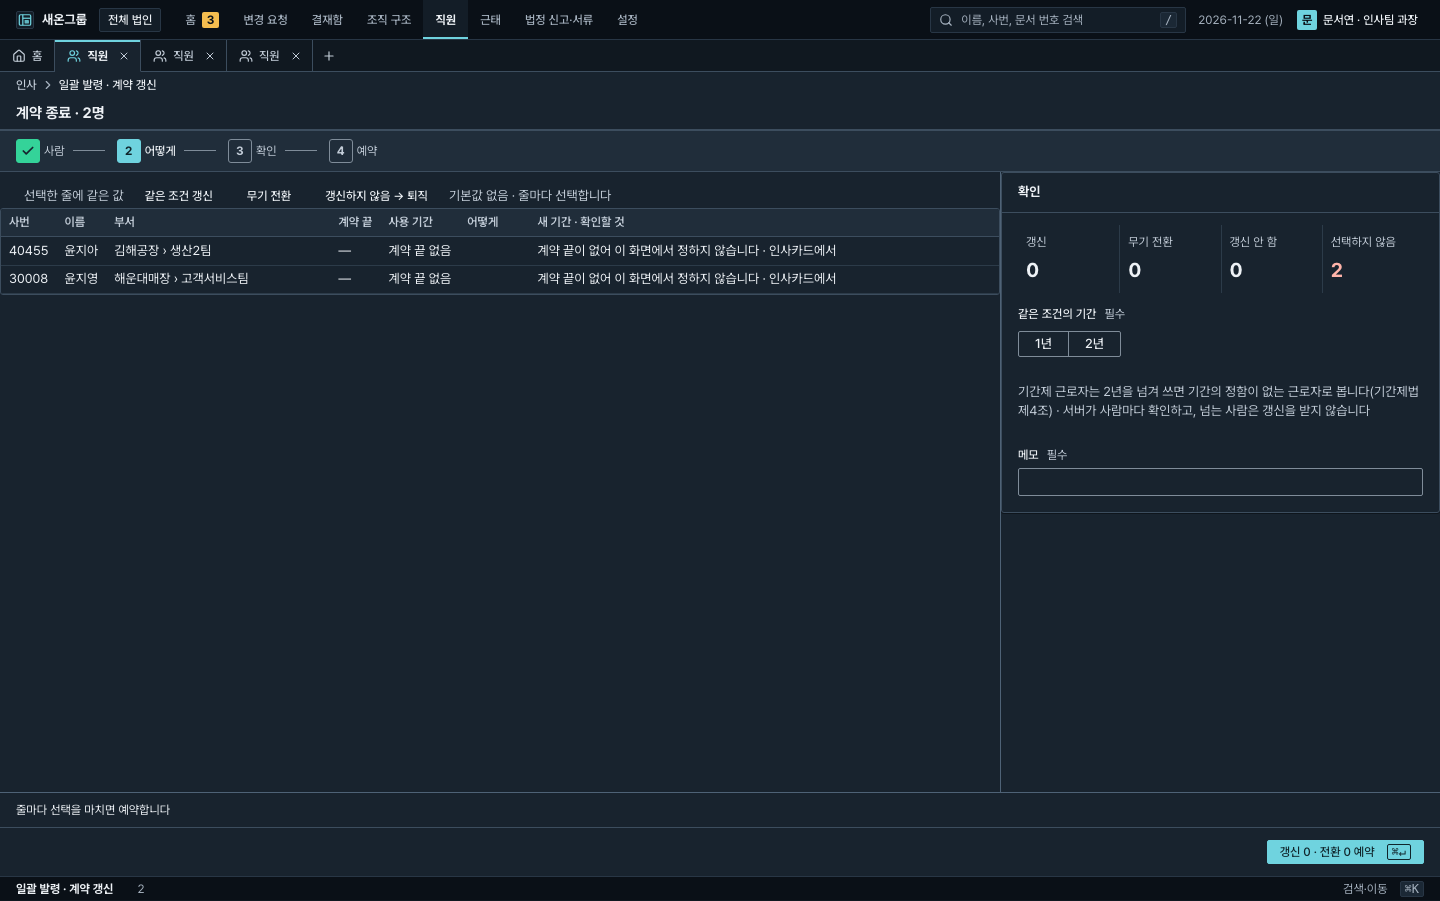 새온그룹 전체 법인 홈 3 변경 요청 결재함 조직 구조 직원 근태 법정 신고·서류 설정 이름, 사번, 문서 번호 검색 / 2026-11-22 (일) 문 문서연 · 인사팀 과장
홈 직원 직원 직원
인사 일괄 발령 · 계약 갱신
계약 종료 · 2명
사람 2 어떻게 3 확인 4 예약
선택한 줄에 같은 값 같은 조건 갱신 무기 전환 갱신하지 않음 → 퇴직 기본값 없음 · 줄마다 선택합니다
사번 이름 부서 계약 끝 사용 기간 어떻게 새 기간 · 확인할 것
40455 윤지아 김해공장 › 생산2팀 — 계약 끝 없음 계약 끝이 없어 이 화면에서 정하지 않습니다 · 인사카드에서
30008 윤지영 해운대매장 › 고객서비스팀 — 계약 끝 없음 계약 끝이 없어 이 화면에서 정하지 않습니다 · 인사카드에서
확인
갱신 무기 전환 갱신 안 함 선택하지 않음
0 0 0 2
같은 조건의 기간 필수
1년 2년
기간제 근로자는 2년을 넘겨 쓰면 기간의 정함이 없는 근로자로 봅니다(기간제법
제4조) · 서버가 사람마다 확인하고, 넘는 사람은 갱신을 받지 않습니다
메모 필수
줄마다 선택을 마치면 예약합니다
갱신 0 · 전환 0 예약 ⌘↵
일괄 발령 · 계약 갱신 2 검색·이동 ⌘K